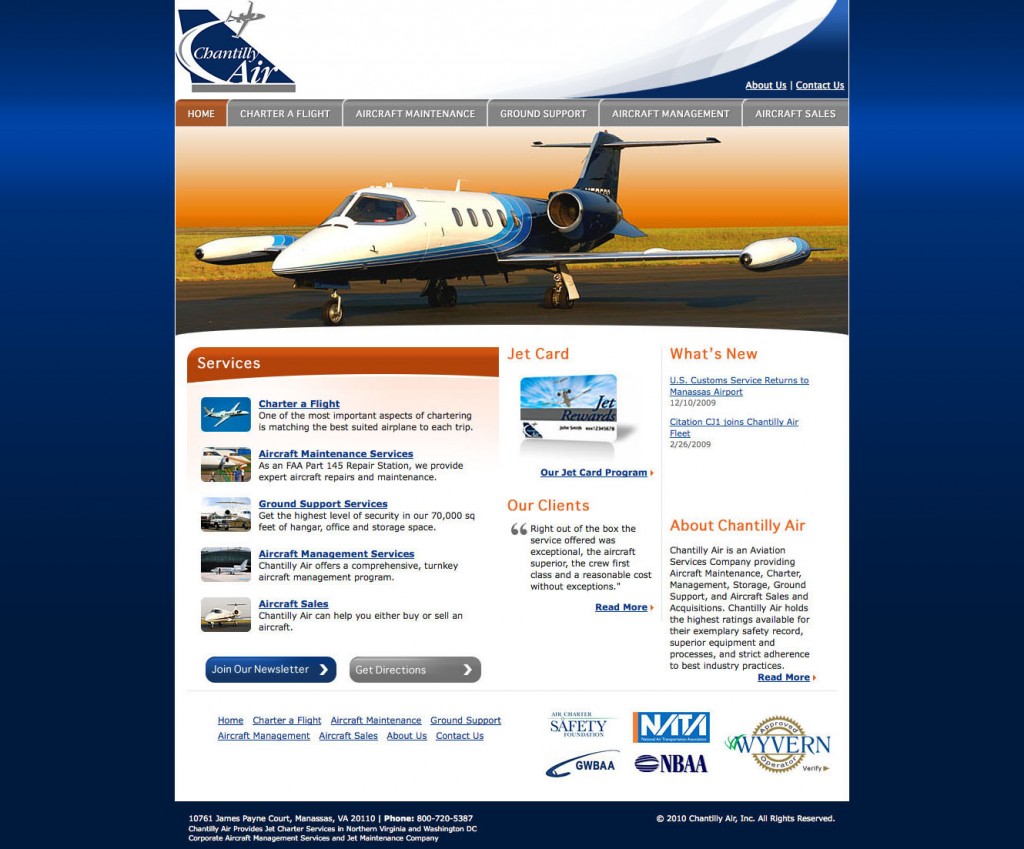 Chantilly
Air
About Us | Contact Us
HOME
CHARTER A FLIGHT
AIRCRAFT MAINTENANCE
GROUND SUPPORT
AIRCRAFT MANAGEMENT
AIRCRAFT SALES
Services
Charter a Flight
One of the most important aspects of chartering
is matching the best suited airplane to each trip.
Aircraft Maintenance Services
As an FAA Part 145 Repair Station, we provide
expert aircraft repairs and maintenance.
Ground Support Services
Get the highest level of security in our 70,000 sq
feet of hangar, office and storage space.
Aircraft Management Services
Chantilly Air offers a comprehensive, turnkey
aircraft management program.
Aircraft Sales
Chantilly Air can help you either buy or sell an
aircraft.
Join Our Newsletter
Get Directions
Jet Card
Jet
Rewards
John Smith xxx12345678
Our Jet Card Program
Our Clients
“ Right out of the box the
service offered was
exceptional, the aircraft
superior, the crew first
class and a reasonable cost
without exceptions."
Read More
What's New
U.S. Customs Service Returns to
Manassas Airport
12/10/2009
Citation CJ1 joins Chantilly Air
Fleet
2/26/2009
About Chantilly Air
Chantilly Air is an Aviation
Services Company providing
Aircraft Maintenance, Charter,
Management, Storage, Ground
Support, and Aircraft Sales and
Acquisitions. Chantilly Air holds
the highest ratings available for
their exemplary safety record,
superior equipment and
processes, and strict adherence
to best industry practices.
Read More
Home Charter a Flight Aircraft Maintenance Ground Support
Aircraft Management Aircraft Sales About Us Contact Us
AIR CHARTER
SAFETY
FOUNDATION
NATA
National Air Transportation Association
GWBAA
NBAA
Approved
WYVERN
Operator
Verify
10761 James Payne Court, Manassas, VA 20110 | Phone: 800-720-5387
Chantilly Air Provides Jet Charter Services in Northern Virginia and Washington DC
Corporate Aircraft Management Services and Jet Maintenance Company
© 2010 Chantilly Air, Inc. All Rights Reserved.